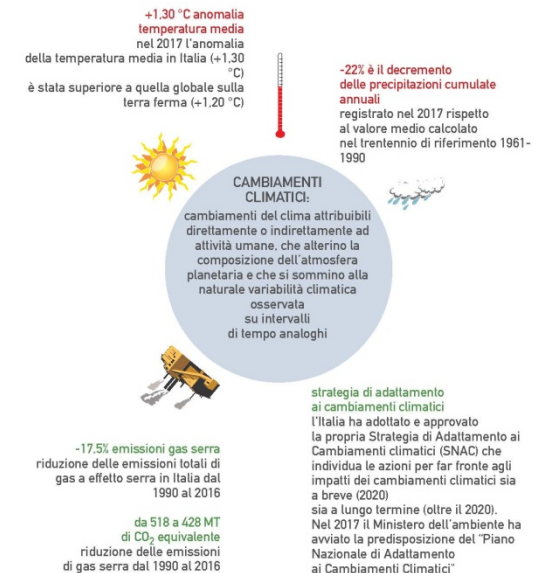 +1,30 °C anomalia
temperatura media
nel 2017 l'anomalia
della temperatura media in Italia (+1,30
°C)
è stata superiore a quella globale sulla
terra ferma (+1,20 °C)
-22% è il decremento
delle precipitazioni cumulate
annuali
registrato nel 2017 rispetto
al valore medio calcolato
nel trentennio di riferimento 1961-
1990
CAMBIAMENTI
CLIMATICI:
cambiamenti del clima attribuibili
direttamente o indirettamente ad
attività umane, che alterino la
composizione dell'atmosfera
planetaria e che si sommino alla
naturale variabilità climatica
osservata
su intervalli
di tempo analoghi
-17,5% emissioni gas serra
riduzione delle emissioni totali di
gas a effetto serra in Italia dal
1990 al 2016
da 518 a 428 MT
di CO₂ equivalente
riduzione delle emissioni
di gas serra dal 1990 al 2016
strategia di adattamento
ai cambiamenti climatici
l'Italia ha adottato e approvato
la propria Strategia di Adattamento ai
Cambiamenti climatici (SNAC) che
individua le azioni per far fronte agli
impatti dei cambiamenti climatici sia
a breve (2020)
sia a lungo termine (oltre il 2020).
Nel 2017 il Ministero dell'ambiente ha
avviato la predisposizione del "Piano
Nazionale di Adattamento
ai Cambiamenti Climatici"